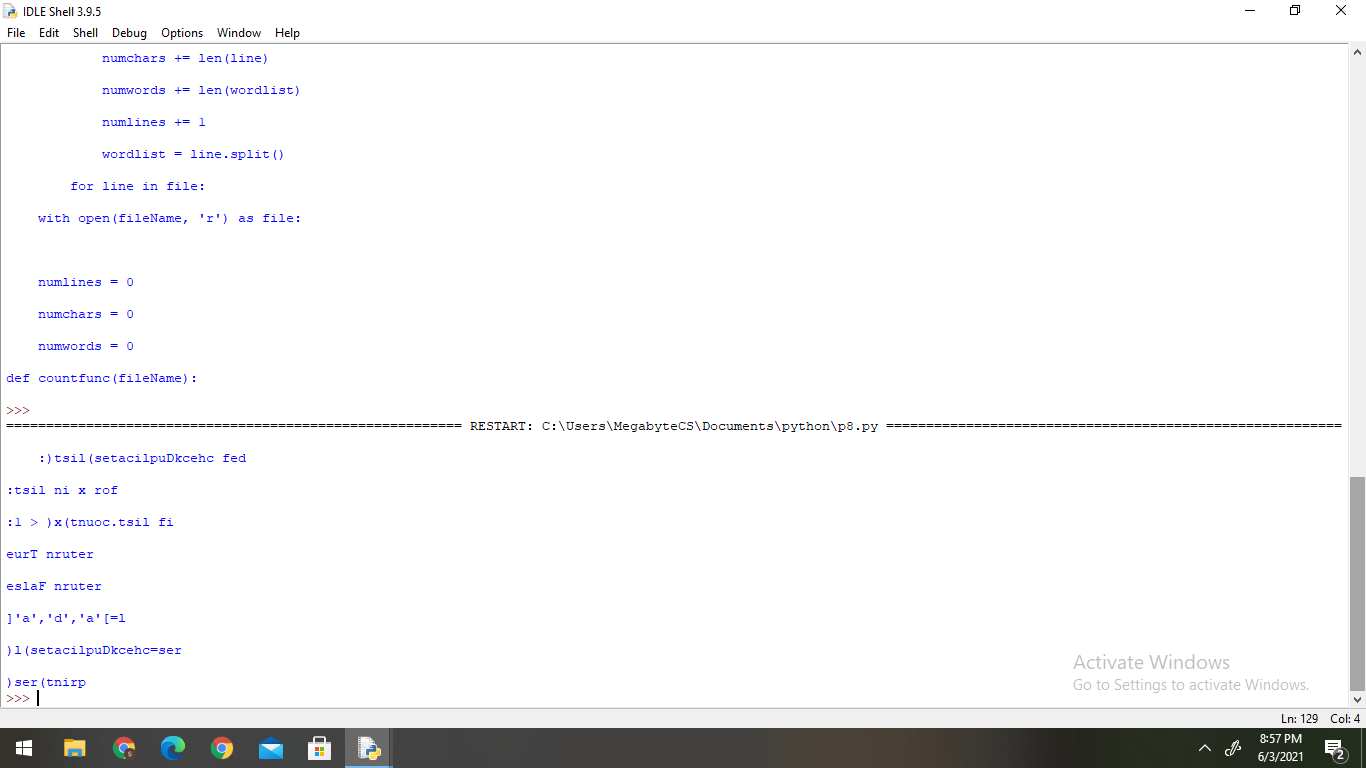 IDLE Shell 3.9.5
File Edit Shell Debug Options Window Help
            numchars += len(line)
            numwords += len(wordlist)
            numlines += 1
            wordlist = line.split()
        for line in file:
    with open(fileName, 'r') as file:
    numlines = 0
    numchars = 0
    numwords = 0
def countfunc(fileName):
>>>
========================================================= RESTART: C:\Users\MegabyteCS\Documents\python\p8.py =========================================================
    :)tsil(setacilpuDkcehc fed
:tsil ni x rof
:1 > )x(tnuoc.tsil fi
eurT nruter
eslaF nruter
]'a','d','a'[=l
)l(setacilpuDkcehc=ser
)ser(tnirp
>>>
Activate Windows
Go to Settings to activate Windows.
Ln: 129 Col: 4
8:57 PM
6/3/2021
2